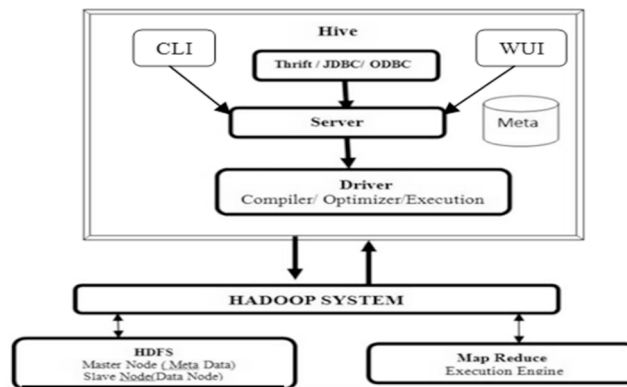 Hive
CLI
WUI
Thrift / JDBC/ ODBC
Server
Meta
Driver
Compiler/ Optimizer/Execution
HADOOP SYSTEM
HDFS
Master Node ( Meta Data)
Slave Node(Data Node)
Map Reduce
Execution Engine